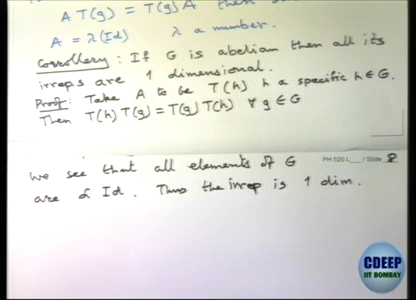 A T(g) = T(g) A then
A = λ(Id) λ a number.
Corrollery : If G is abelian then all its
irreps are 1 dimensional.
Proof: Take A to be T(h) h a specific h ∈ G.
Then T(h) T(g) = T(g) T(h) ∀ g ∈ G
PH 520 L___ / Slide 8
We see that all elements of G
are α Id. Thus the irrep is 1 dim.
CDEEP
IIT BOMBAY